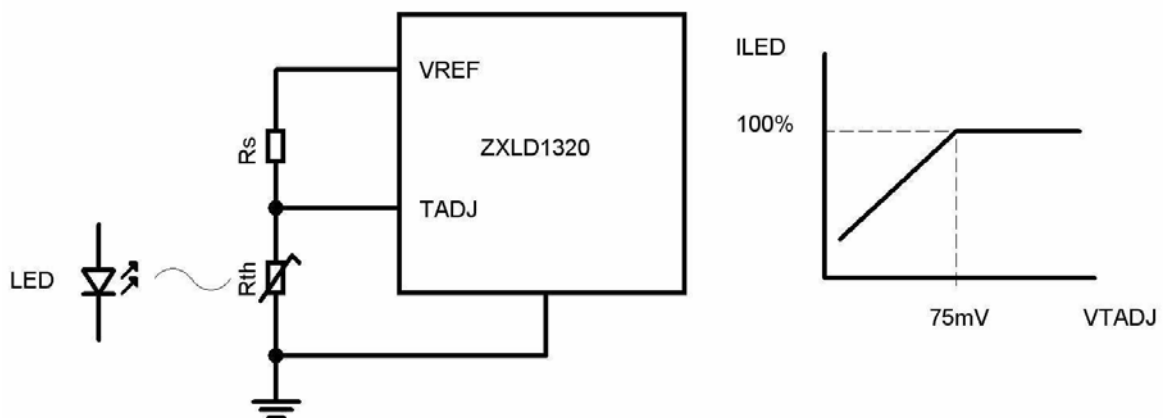 VREF
Rs
ZXLD1320
TADJ
LED
Rth
ILED
100%
75mV
VTADJ